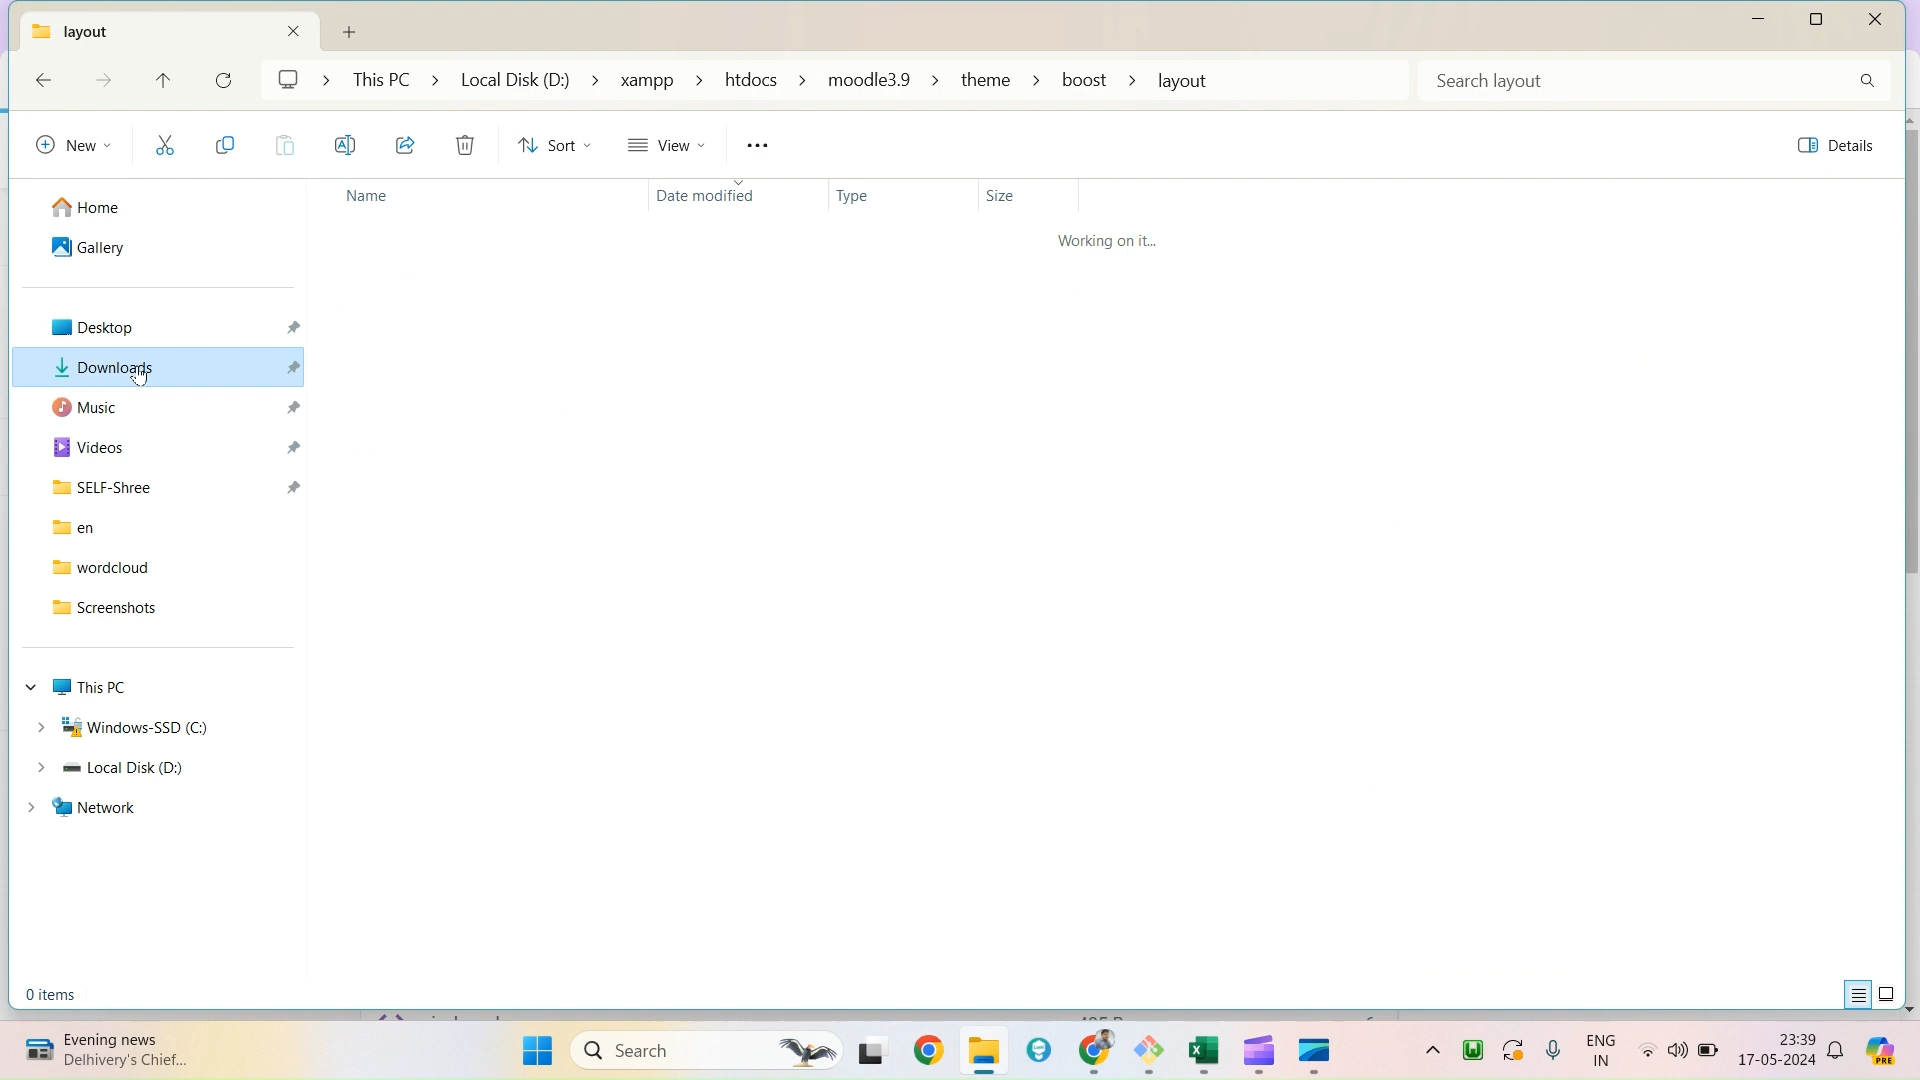 layout
This PC > Local Disk (D:) > xampp > htdocs > moodle3.9 > theme > boost > layout
Search layout
New
Sort
View
Details
Name
Date modified
Type
Size
Working on it...
Home
Gallery
Desktop
Downloads
Music
Videos
SELF-Shree
en
wordcloud
Screenshots
This PC
Windows-SSD (C:)
Local Disk (D:)
Network
0 items
Evening news
Delhivery's Chief...
Search
ENG
IN
23:39
17-05-2024
PRE